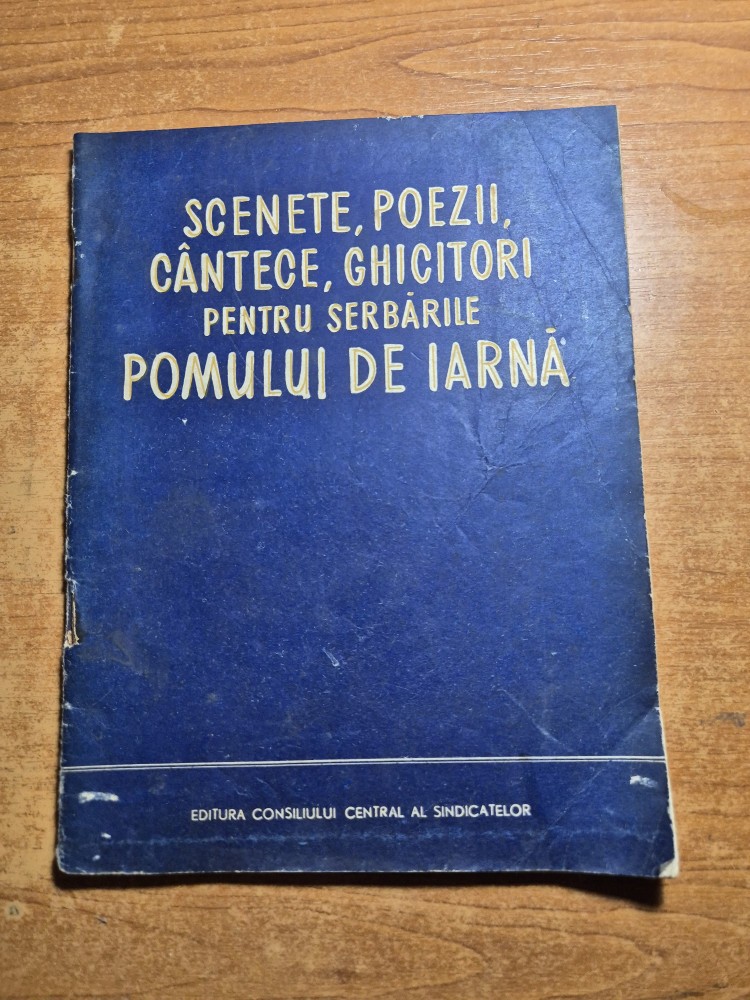 SCENETE, POEZII,
CÂNTECE, GHICITORI
PENTRU SERBĂRILE
POMULUI DE IARNĂ
EDITURA CONSILIULUI CENTRAL AL SINDICATELOR